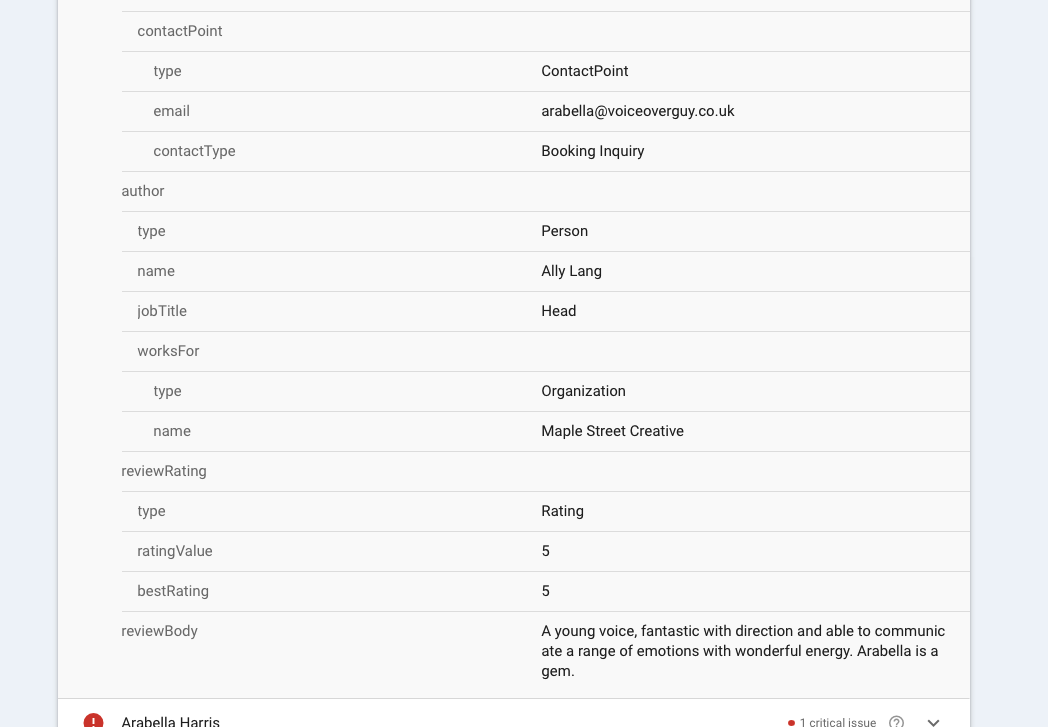 contactPoint
type ContactPoint
email arabella@voiceoverguy.co.uk
contactType Booking Inquiry
author
type Person
name Ally Lang
jobTitle Head
worksFor
type Organization
name Maple Street Creative
reviewRating
type Rating
ratingValue 5
bestRating 5
reviewBody A young voice, fantastic with direction and able to communic
ate a range of emotions with wonderful energy. Arabella is a
gem.
Arabella Harris 1 critical issue